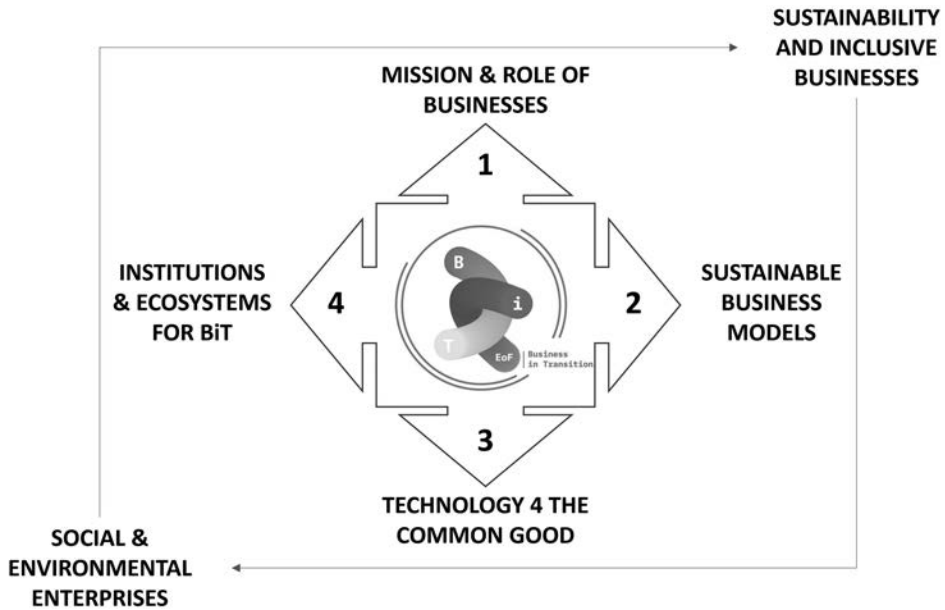 SUSTAINABILITY
AND INCLUSIVE
BUSINESSES
MISSION & ROLE OF
BUSINESSES
1
INSTITUTIONS
& ECOSYSTEMS
FOR BiT
4
B
i
T
EoF
Business
in Transition
2
SUSTAINABLE
BUSINESS
MODELS
3
TECHNOLOGY 4 THE
COMMON GOOD
SOCIAL &
ENVIRONMENTAL
ENTERPRISES